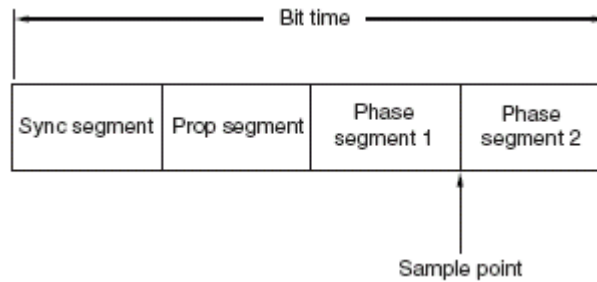 Bit time
Sync segment
Prop segment
Phase
segment 1
Phase
segment 2
Sample point